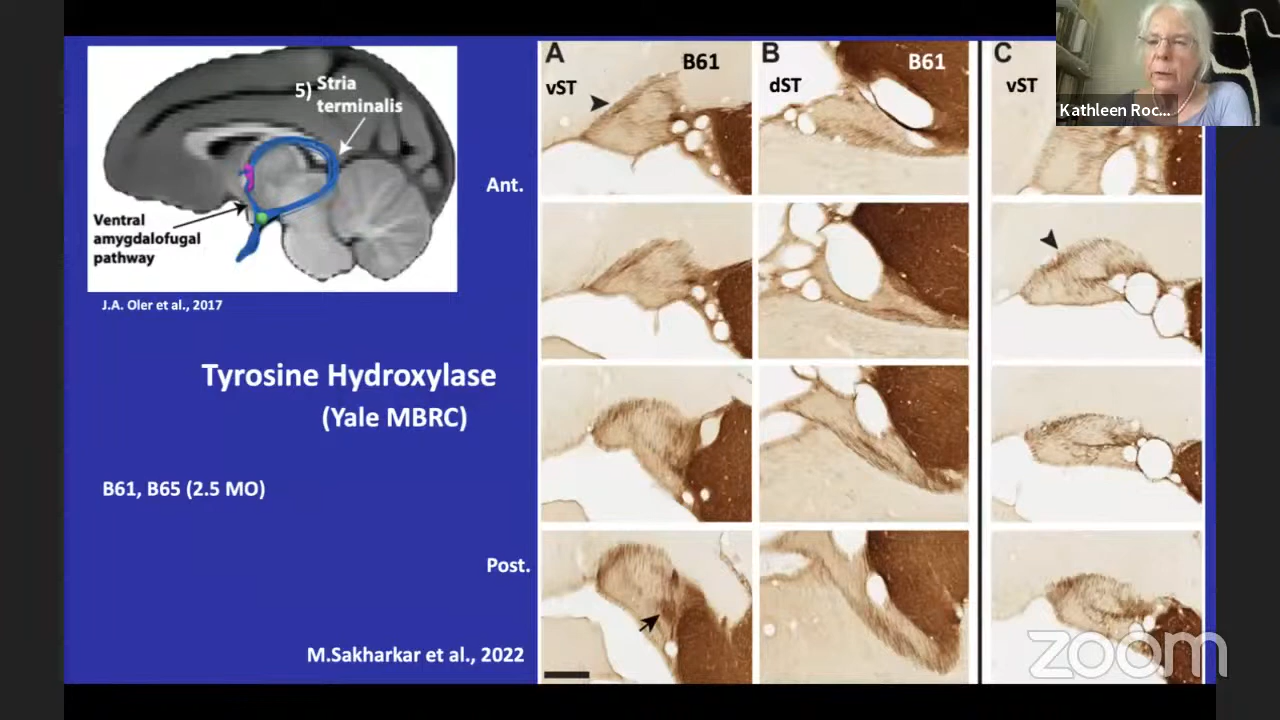 5) Stria
terminalis
Ventral
amygdalofugal
pathway
J.A. Oler et al., 2017
Tyrosine Hydroxylase
(Yale MBRC)
B61, B65 (2.5 MO)
M.Sakharkar et al., 2022
Ant.
Post.
A
B61
vST
B
B61
dST
C
vST
Kathleen Roc...
zoom